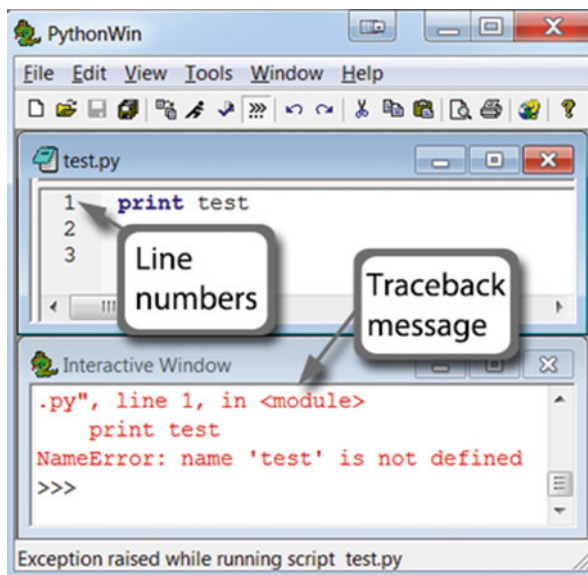 PythonWin
File Edit View Tools Window Help
test.py
1 print test
2
3
Line
numbers
Traceback
message
Interactive Window
.py", line 1, in <module>
print test
NameError: name 'test' is not defined
>>>
Exception raised while running script test.py